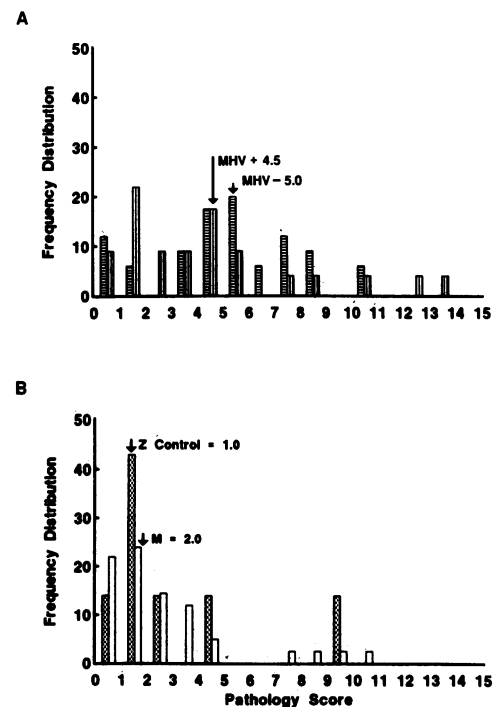 A
Frequency Distribution
50
40
30
20
10
0
MHV + 4.5
MHV – 5.0
0 1 2 3 4 5 6 7 8 9 10 11 12 13 14 15
B
Frequency Distribution
50
40
30
20
10
0
Z Control = 1.0
M = 2.0
0 1 2 3 4 5 6 7 8 9 10 11 12 13 14 15
Pathology Score